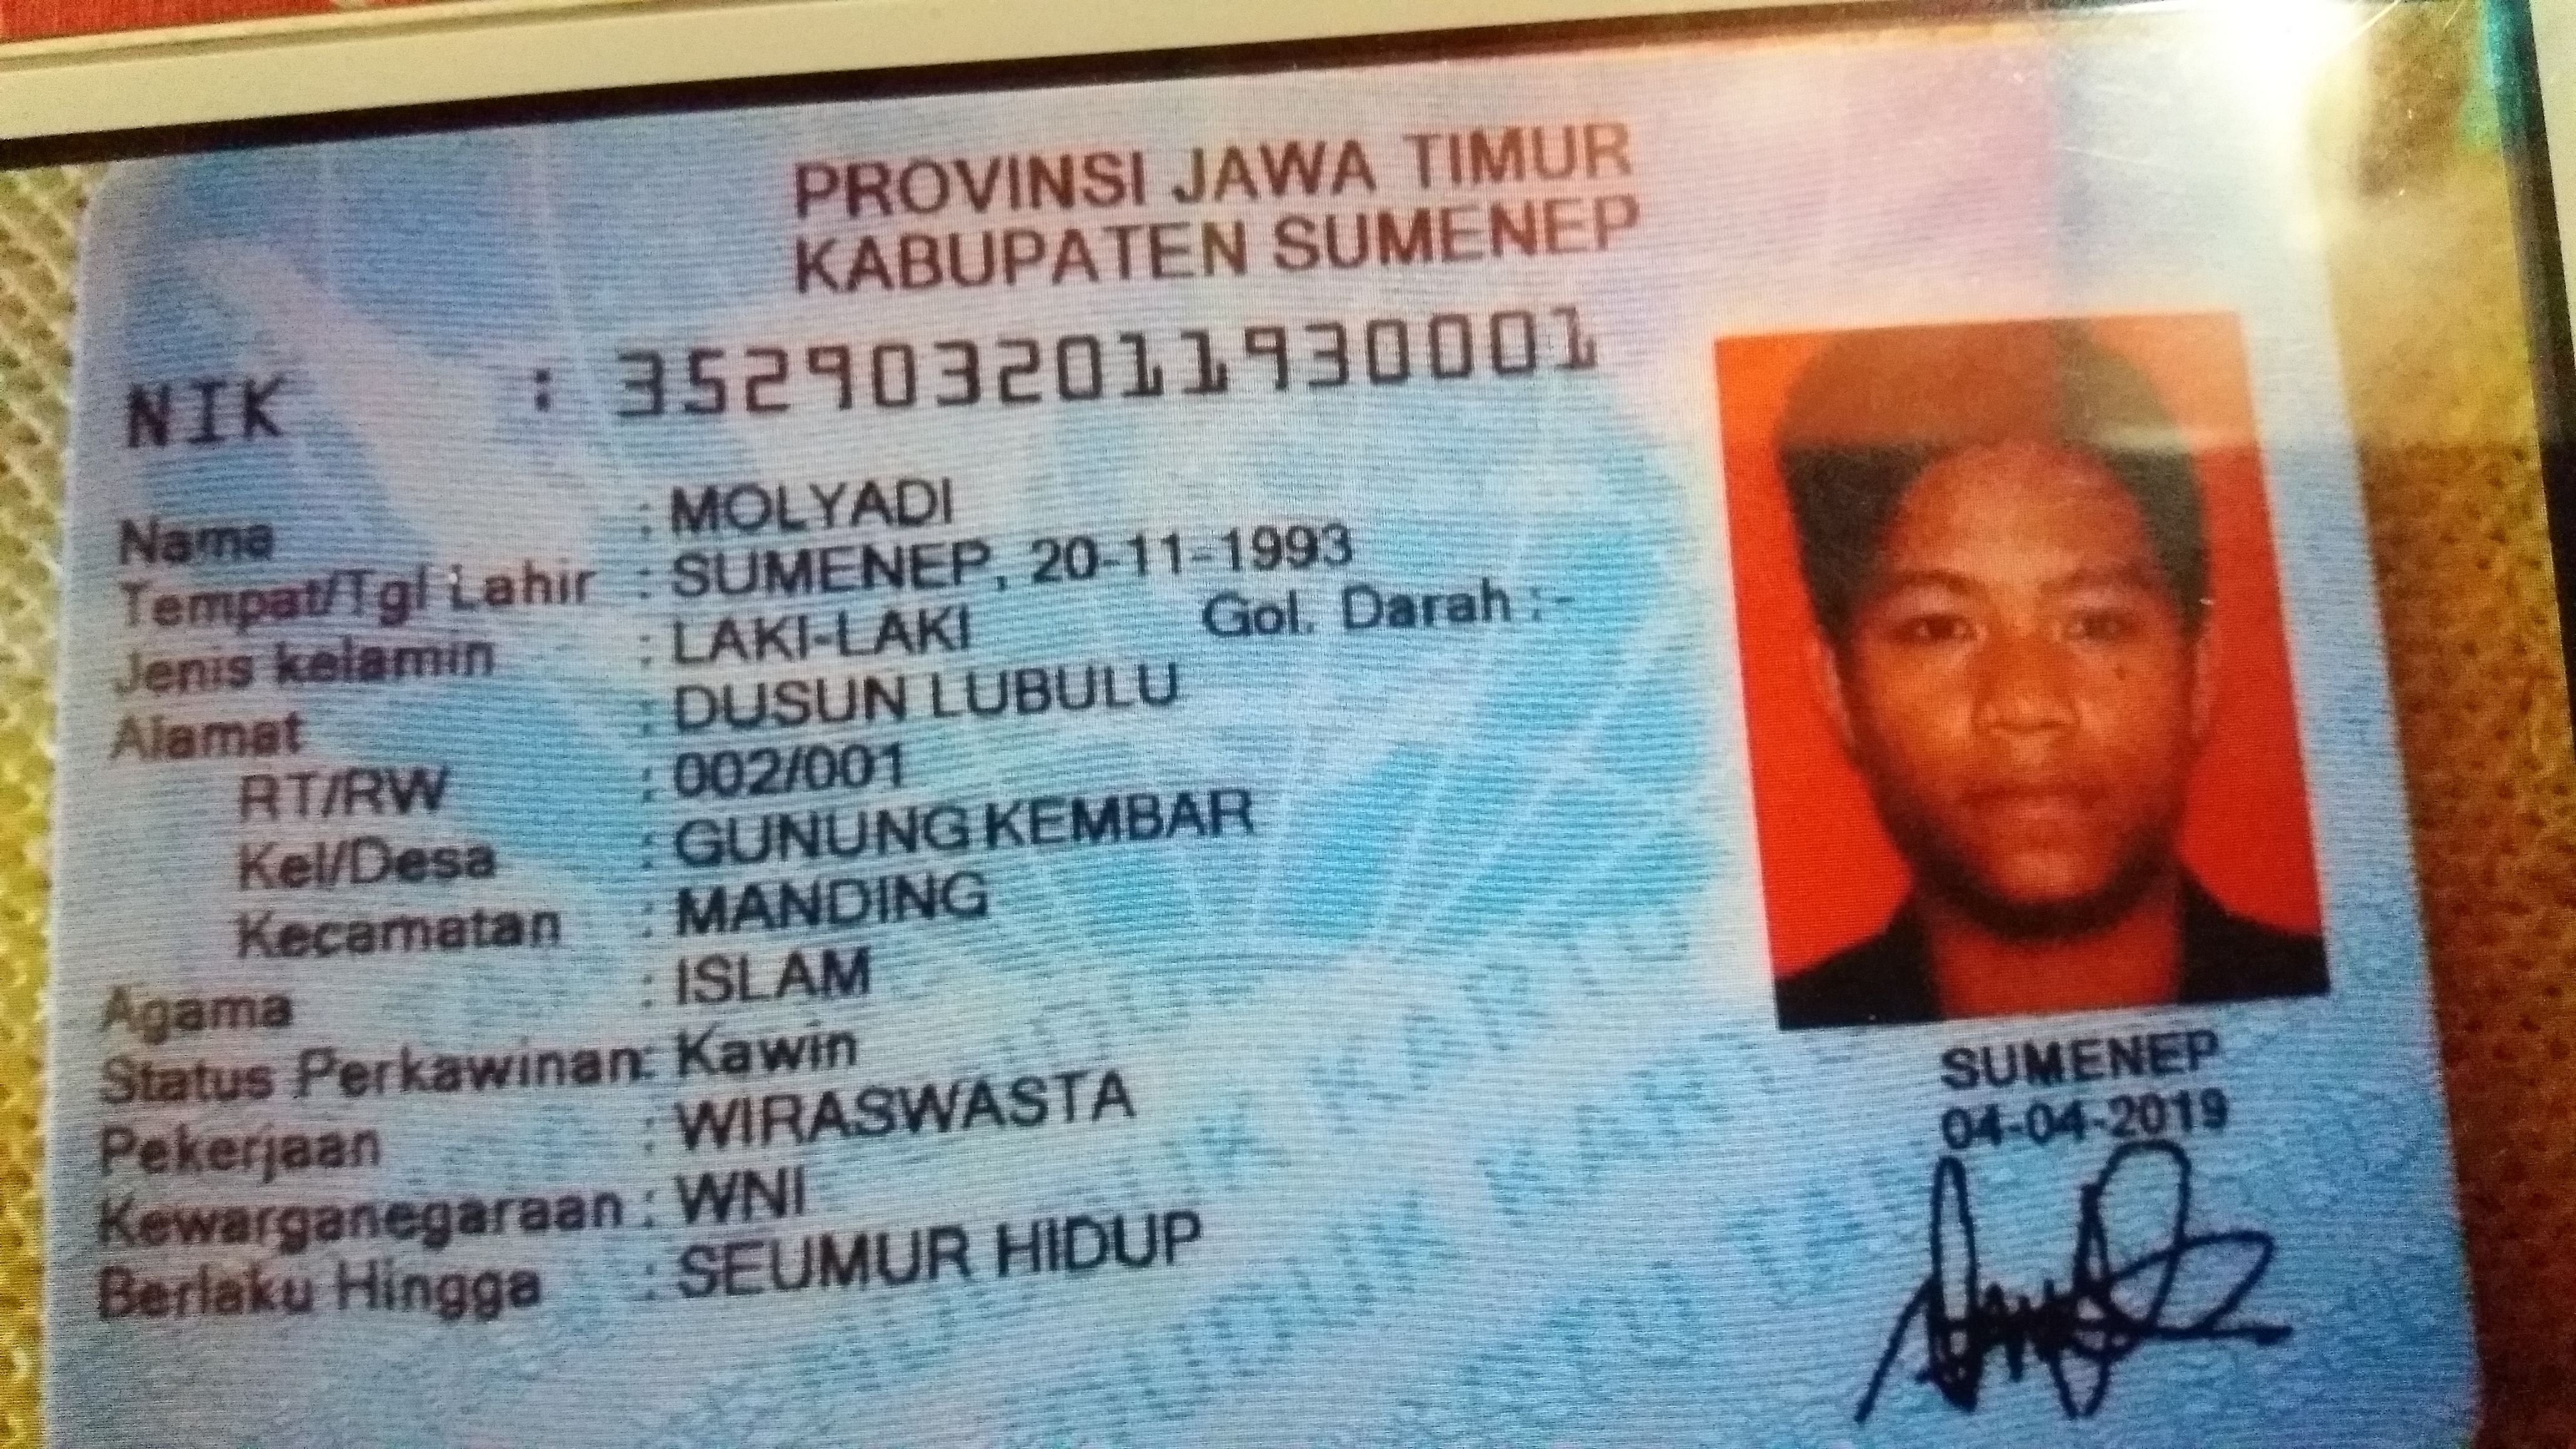 PROVINSI JAWA TIMUR
KABUPATEN SUMENEP
NIK : 3529032011930001
Nama : MOLYADI
Tempat/Tgl Lahir : SUMENEP, 20-11-1993
Jenis kelamin : LAKI-LAKI Gol. Darah : -
Alamat : DUSUN LUBULU
RT/RW : 002/001
Kel/Desa : GUNUNG KEMBAR
Kecamatan : MANDING
Agama : ISLAM
Status Perkawinan: Kawin
Pekerjaan : WIRASWASTA
Kewarganegaraan : WNI
Berlaku Hingga : SEUMUR HIDUP
SUMENEP
04-04-2019